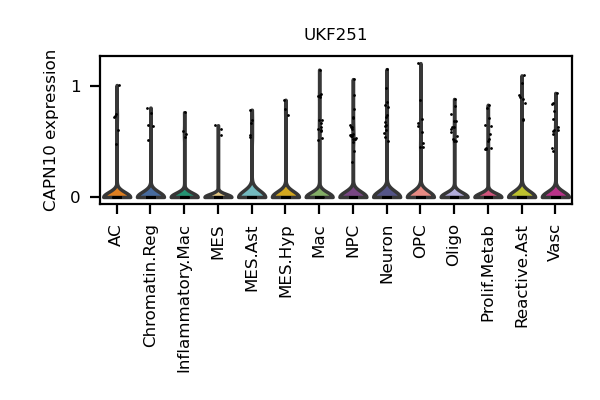 UKF251
CAPN10 expression
1
0
AC
Chromatin.Reg
Inflammatory.Mac
MES
MES.Ast
MES.Hyp
Mac
NPC
Neuron
OPC
Oligo
Prolif.Metab
Reactive.Ast
Vasc